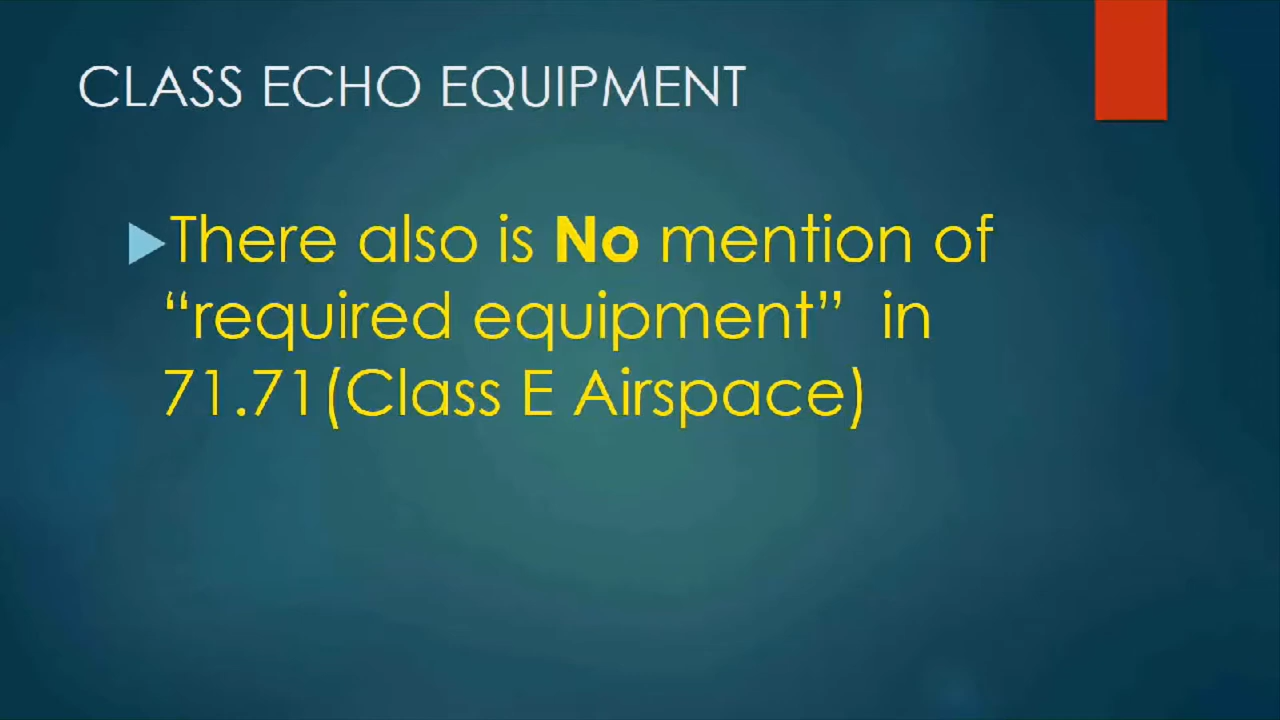 CLASS ECHO EQUIPMENT
There also is No mention of
“required equipment”  in
71.71(Class E Airspace)